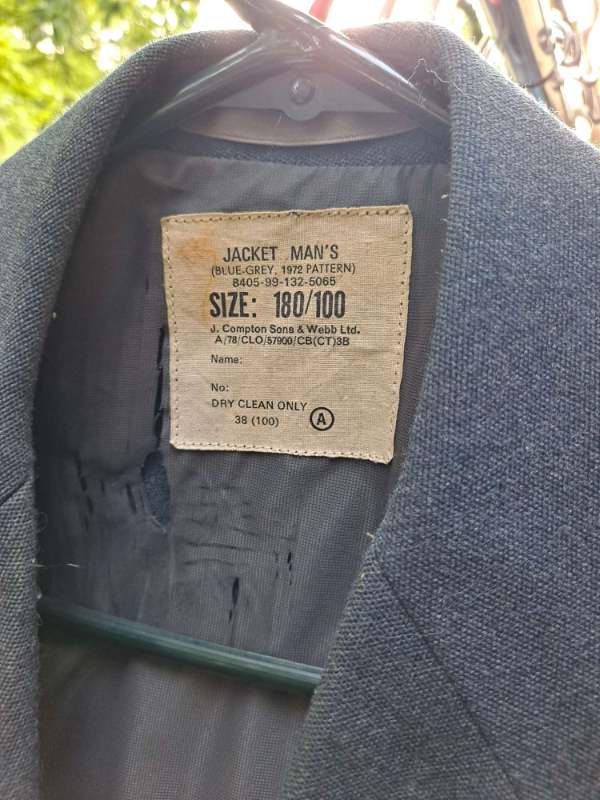 JACKET MAN'S
(BLUE-GREY, 1972 PATTERN)
8405-99-132-5065
SIZE: 180/100
J. Compton Sons & Webb Ltd.
A/78/CLO/57900/CB(CT)3B
Name:
No:
DRY CLEAN ONLY
38 (100) A